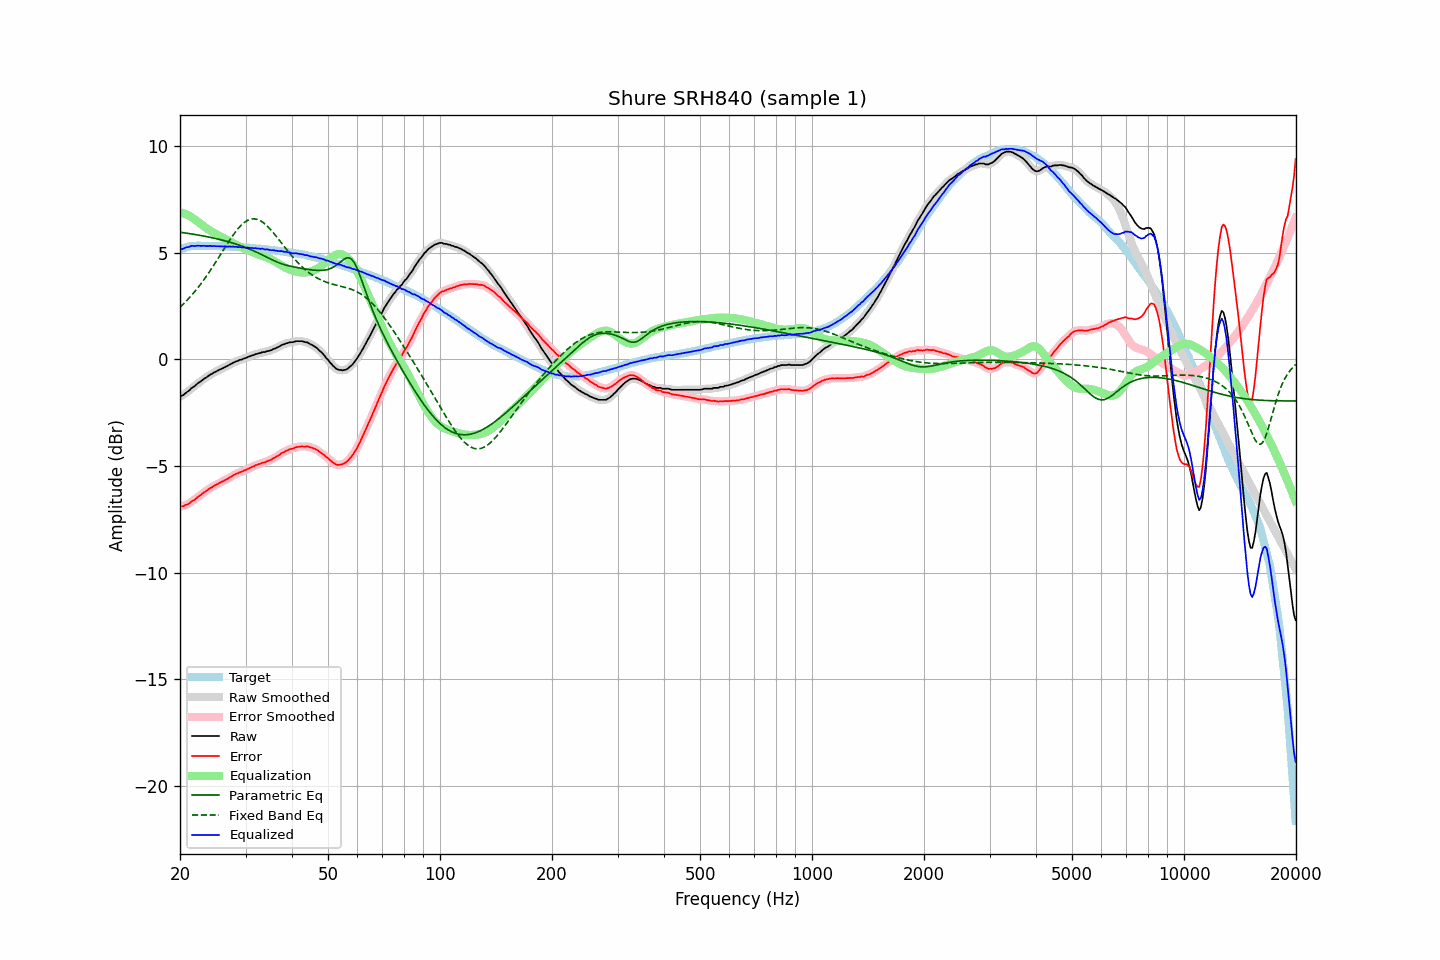 Shure SRH840 (sample 1)
10
5
0
−5
−10
−15
−20
Amplitude (dBr)
Target
Raw Smoothed
Error Smoothed
Raw
Error
Equalization
Parametric Eq
Fixed Band Eq
Equalized
20 50 100 200 500 1000 2000 5000 10000 20000
Frequency (Hz)